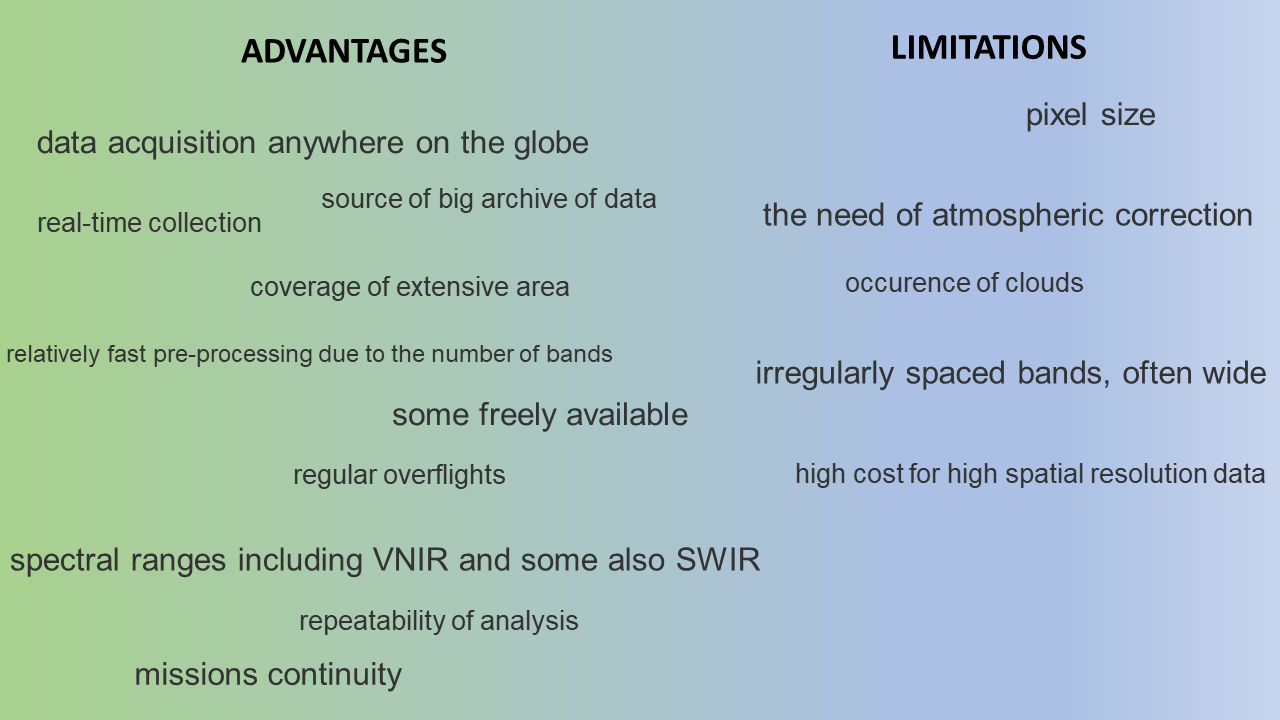 ADVANTAGES
data acquisition anywhere on the globe
source of big archive of data
real-time collection
coverage of extensive area
relatively fast pre-processing due to the number of bands
some freely available
regular overflights
spectral ranges including VNIR and some also SWIR
repeatability of analysis
missions continuity
LIMITATIONS
pixel size
the need of atmospheric correction
occurence of clouds
irregularly spaced bands, often wide
high cost for high spatial resolution data